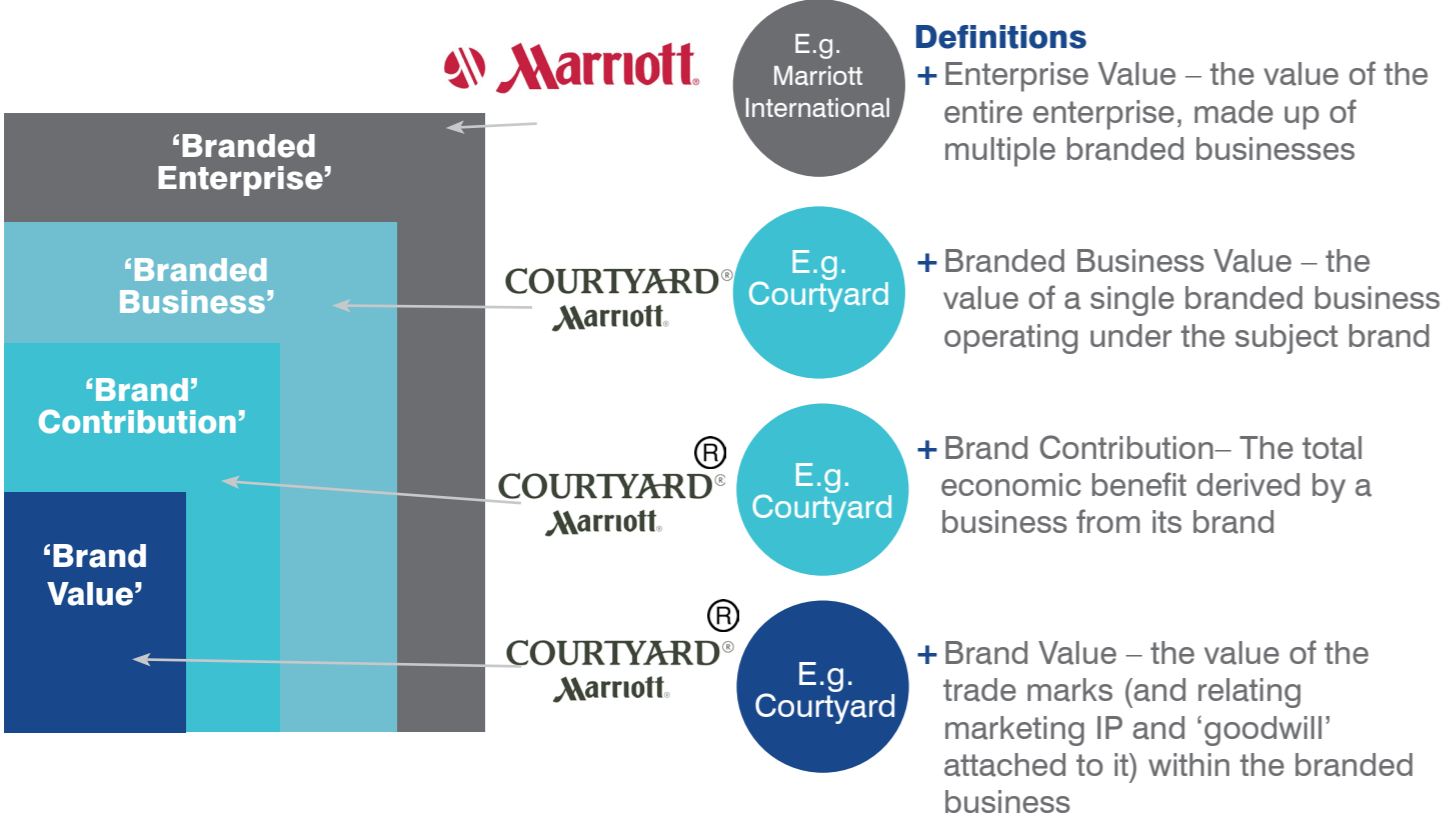 Marriott®
E.g.
Marriott
International
Definitions
+ Enterprise Value – the value of the
entire enterprise, made up of
multiple branded businesses
‘Branded
Enterprise’
‘Branded
Business’
COURTYARD®
Marriott®
E.g.
Courtyard
+ Branded Business Value – the
value of a single branded business
operating under the subject brand
‘Brand’
Contribution’
®
COURTYARD®
Marriott®
E.g.
Courtyard
+ Brand Contribution– The total
economic benefit derived by a
business from its brand
‘Brand
Value’
®
COURTYARD®
Marriott®
E.g.
Courtyard
+ Brand Value – the value of the
trade marks (and relating
marketing IP and ‘goodwill’
attached to it) within the branded
business